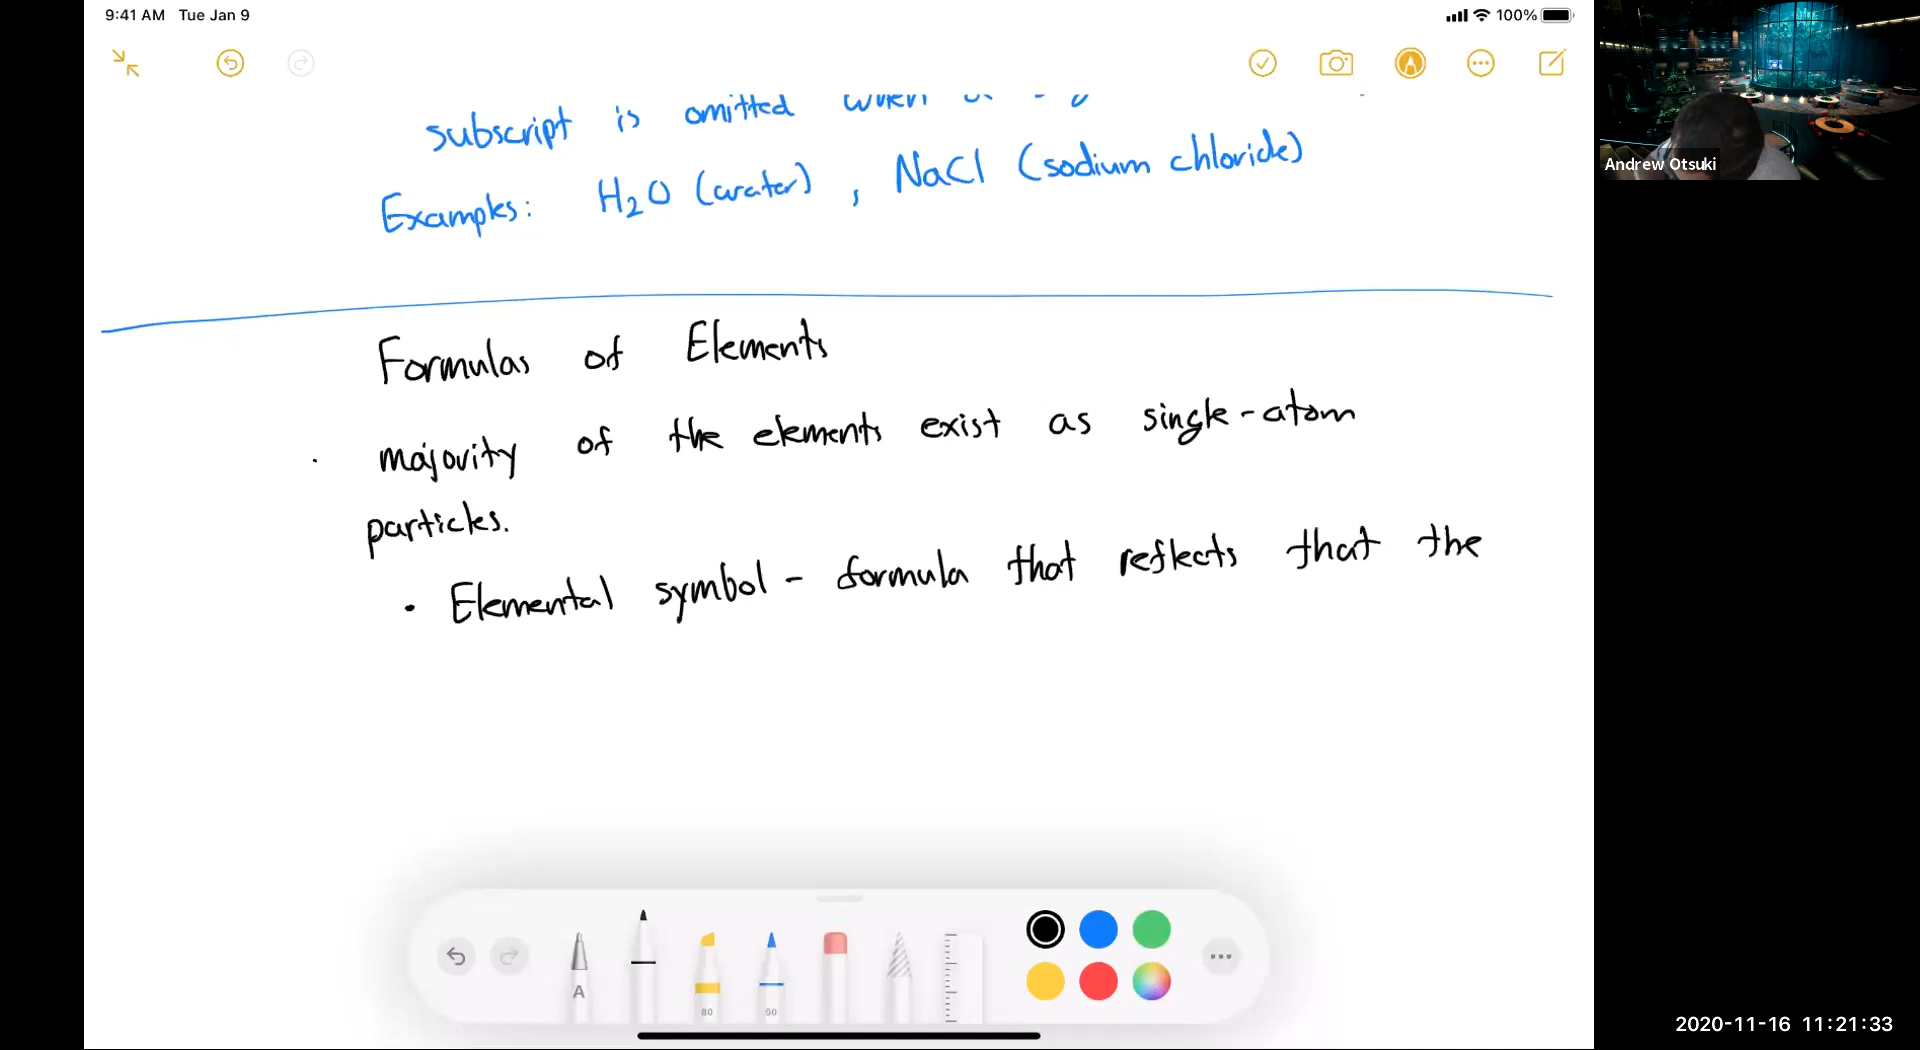 9:41 AM Tue Jan 9
100%
subscript is omitted when
Examples: H₂O (water), NaCl (sodium chloride)
Formulas of Elements
· majority of the elements exist as single-atom
particles.
• Elemental symbol - formula that reflects that the
A
80
50
Andrew Otsuki
2020-11-16 11:21:33